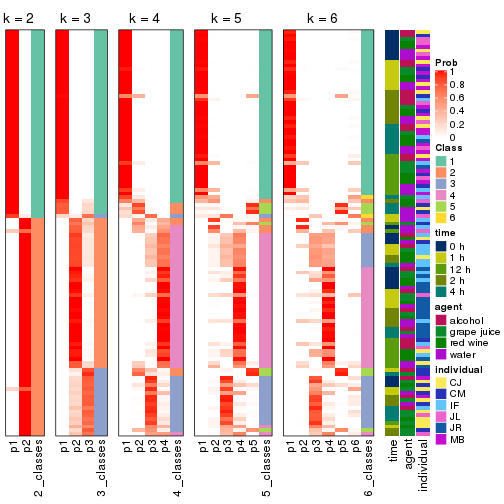 k = 2
k = 3
k = 4
k = 5
k = 6
p1
p2
2_classes
p1
p2
p3
3_classes
p1
p2
p3
p4
4_classes
p1
p2
p3
p4
p5
5_classes
p1
p2
p3
p4
p5
p6
6_classes
time
agent
individual
Prob
1
0.8
0.6
0.4
0.2
0
Class
1
2
3
4
5
6
time
0 h
1 h
12 h
2 h
4 h
agent
alcohol
grape juice
red wine
water
individual
CJ
CM
IF
JL
JR
MB